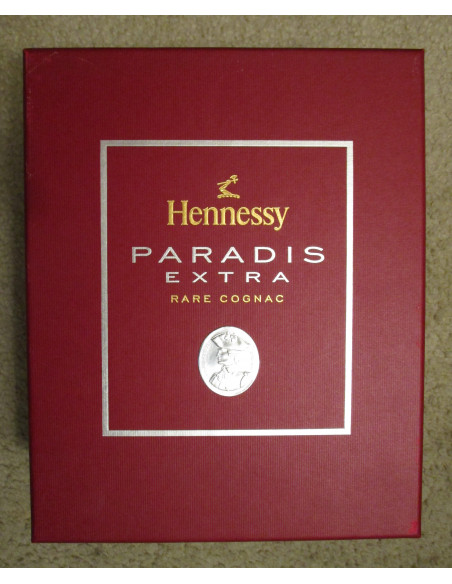 Hennessy
PARADIS
EXTRA
RARE COGNAC